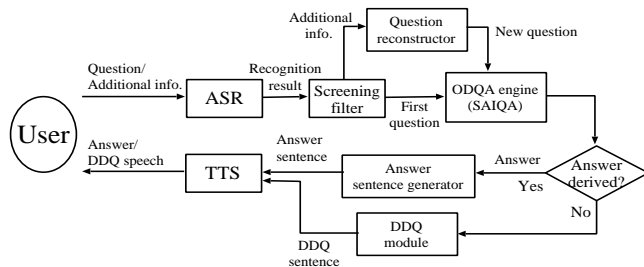 Additional
info.
Question
reconstructor
New question
Question/
Additional info.
Recognition
result
ASR
Screening
filter
First
question
ODQA engine
(SAIQA)
User
Answer/
DDQ speech
TTS
Answer
sentence
Answer
sentence generator
Answer
Yes
Answer
derived?
No
DDQ
module
DDQ
sentence